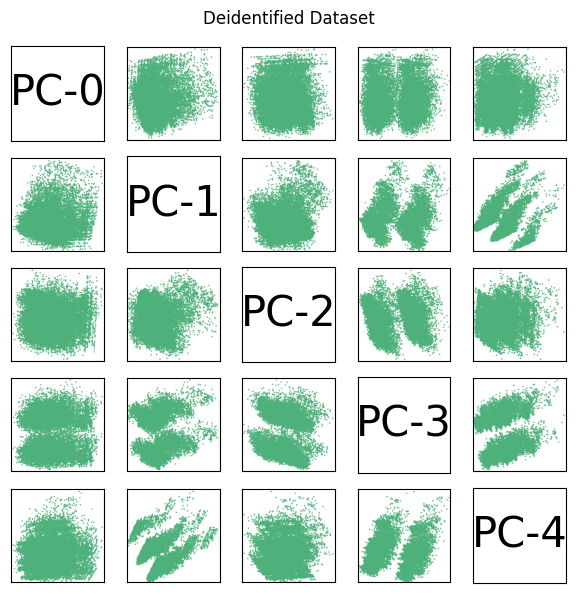 Deidentified Dataset
PC-0
PC-1
PC-2
PC-3
PC-4